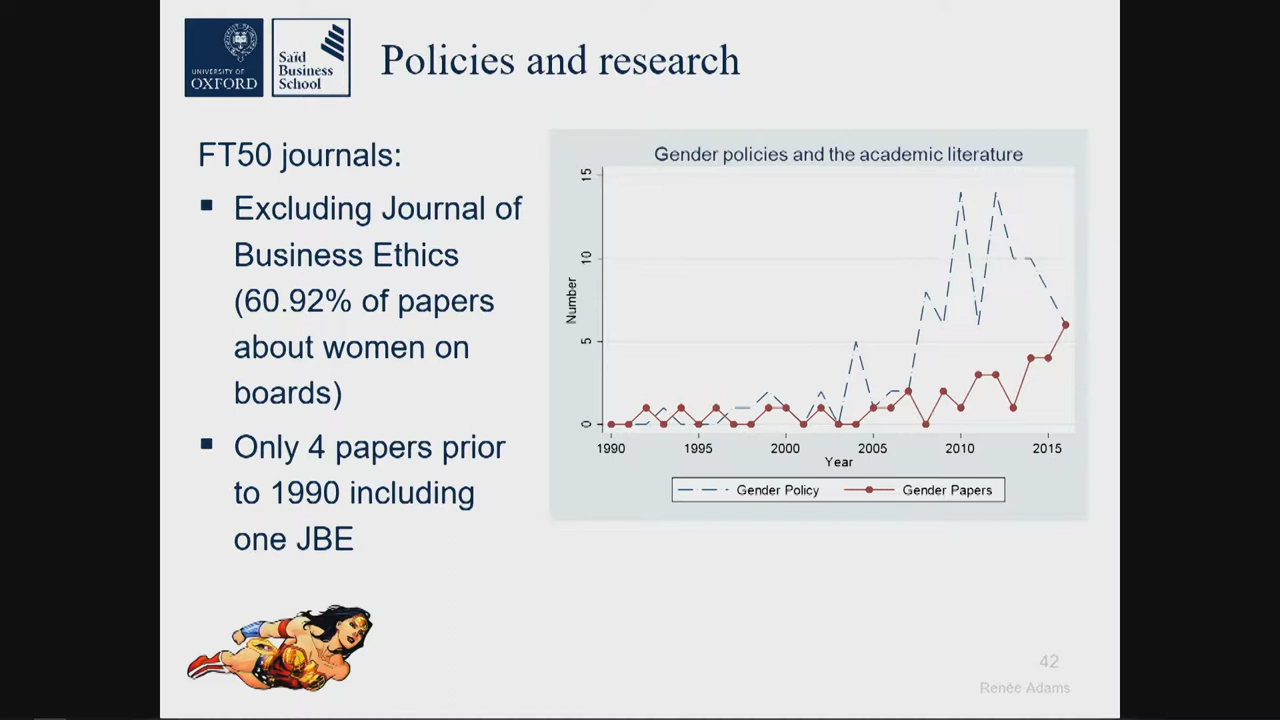 UNIVERSITY OF
OXFORD
Saïd
Business
School
Policies and research
FT50 journals:
Excluding Journal of
Business Ethics
(60.92% of papers
about women on
boards)
Only 4 papers prior
to 1990 including
one JBE
Gender policies and the academic literature
Number
15
10
5
0
1990 1995 2000 2005 2010 2015
Year
Gender Policy Gender Papers
42
Renée Adams